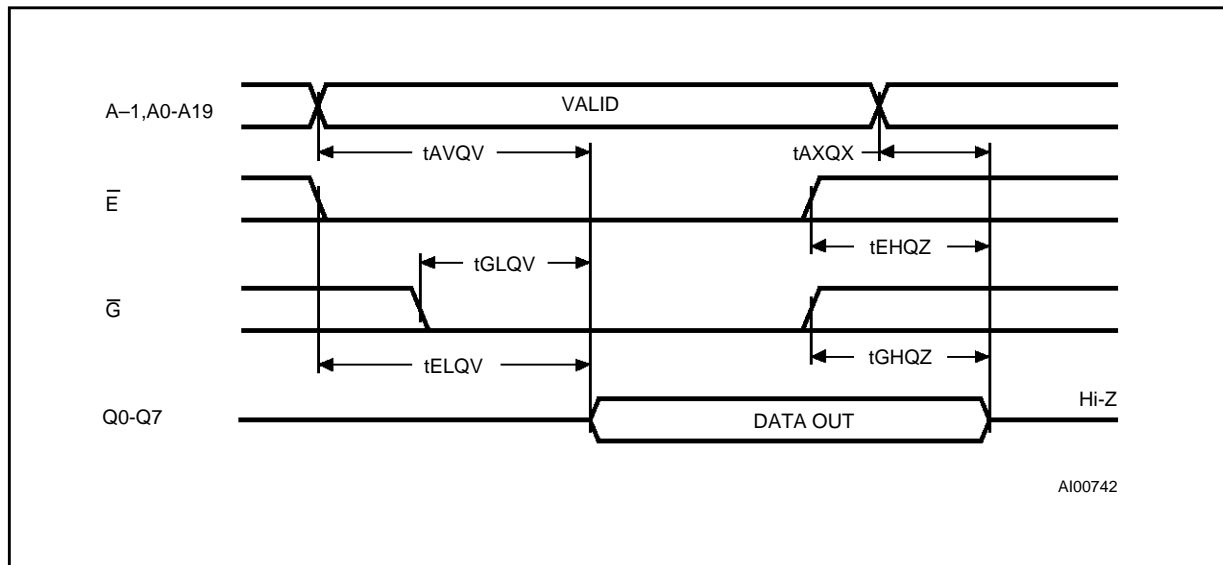 A–1,A0-A19
VALID
tAVQV
tAXQX
E̅
tEHQZ
tGLQV
G̅
tGHQZ
tELQV
Hi-Z
Q0-Q7
DATA OUT
AI00742